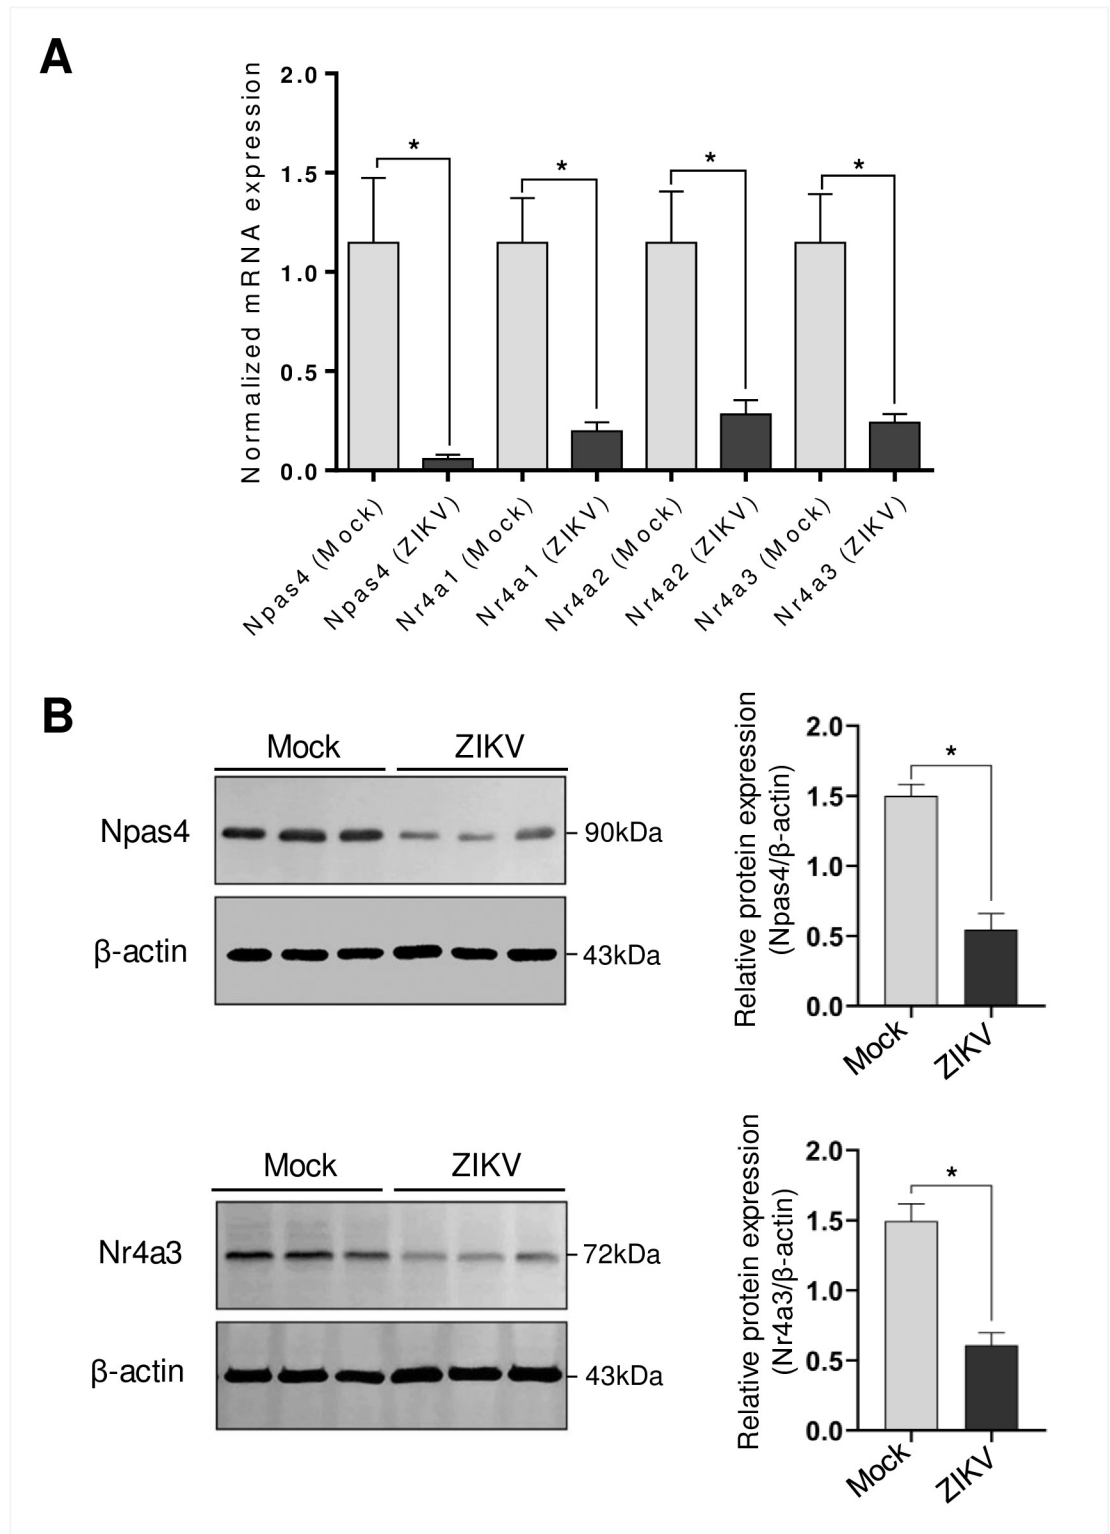 A
Normalized mRNA expression
2.0
1.5
1.0
0.5
0.0
*
*
*
*
Npas4 (Mock)
Npas4 (ZIKV)
Nr4a1 (Mock)
Nr4a1 (ZIKV)
Nr4a2 (Mock)
Nr4a2 (ZIKV)
Nr4a3 (Mock)
Nr4a3 (ZIKV)
B
Mock ZIKV
Npas4
90kDa
β-actin
43kDa
Relative protein expression
(Npas4/β-actin)
2.0
1.5
1.0
0.5
0.0
*
Mock
ZIKV
Mock ZIKV
Nr4a3
72kDa
β-actin
43kDa
Relative protein expression
(Nr4a3/β-actin)
2.0
1.5
1.0
0.5
0.0
*
Mock
ZIKV